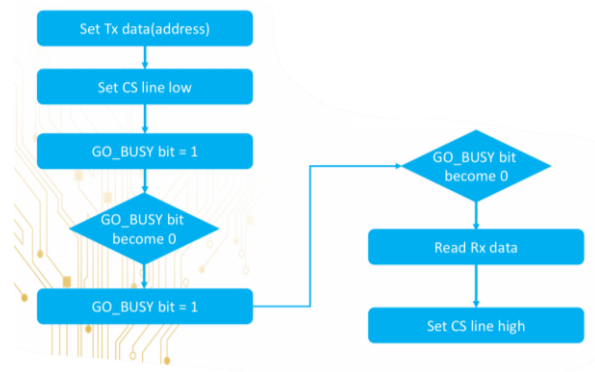 Set Tx data(address)
Set CS line low
GO_BUSY bit = 1
GO_BUSY bit
become 0
GO_BUSY bit = 1
GO_BUSY bit
become 0
Read Rx data
Set CS line high